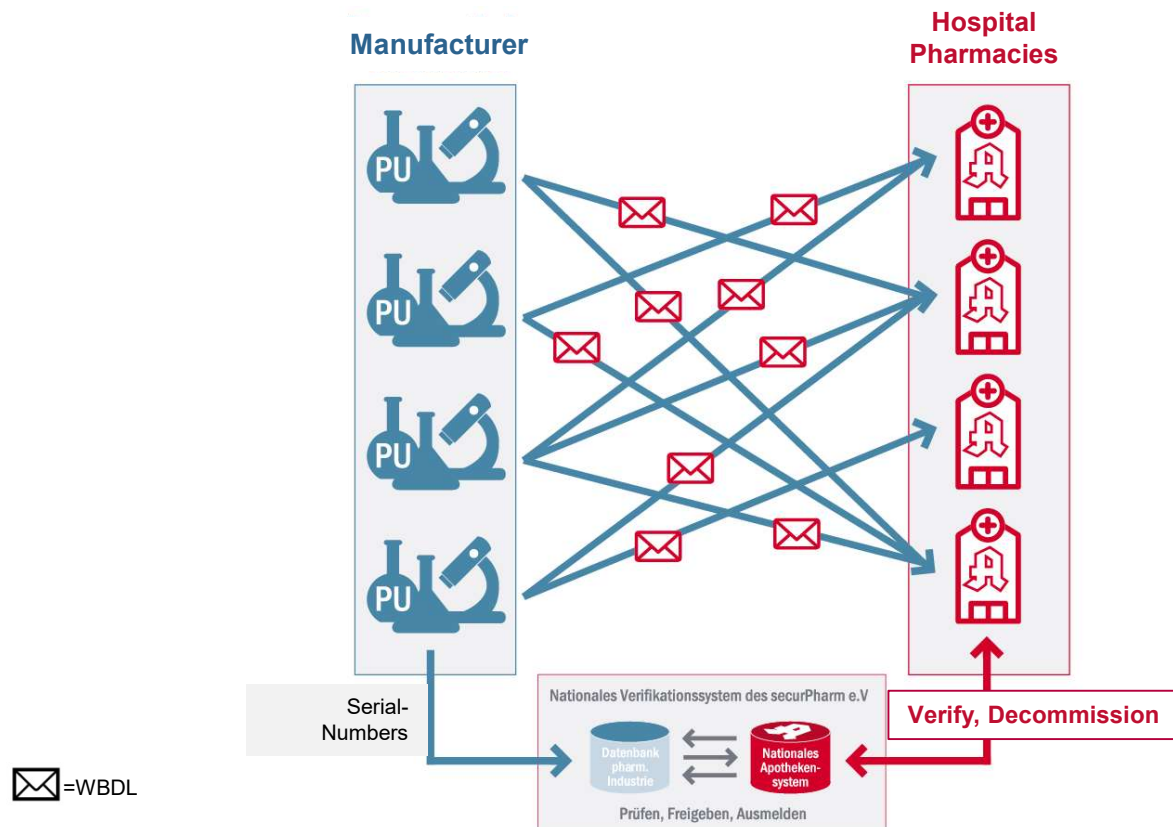 Manufacturer
Hospital
Pharmacies
PU
A
PU
A
PU
A
PU
A
Serial-
Numbers
Nationales Verifikationssystem des securPharm e.V
Verify, Decommission
Datenbank
pharm.
Industrie
Nationales
Apotheken-
system
Prüfen, Freigeben, Ausmelden
=WBDL